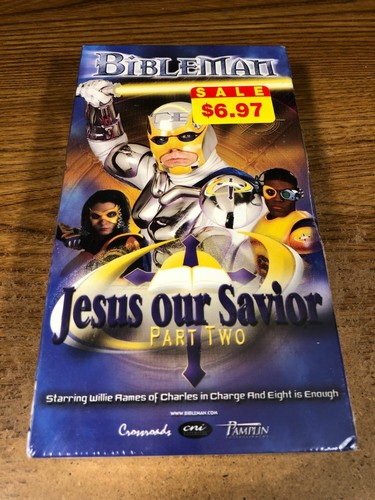 BIBLEMAN
SALE
$6.97
Jesus our Savior
PART TWO
Starring Willie Aames of Charles in Charge And Eight is Enough
WWW.BIBLEMAN.COM
Crossroads cni PAMPLIN